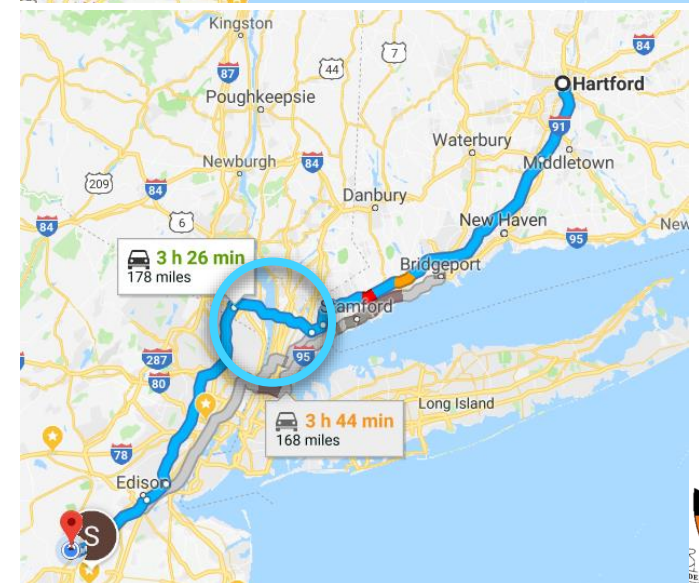 Kingston
84
7
44
87
Hartford
Poughkeepsie
91
Waterbury
Middletown
Newburgh
84
209
84
Danbury
6
84
New Haven
New
95
3 h 26 min
178 miles
Bridgeport
Stamford
287
95
80
3 h 44 min
168 miles
Long Island
78
Edison
S